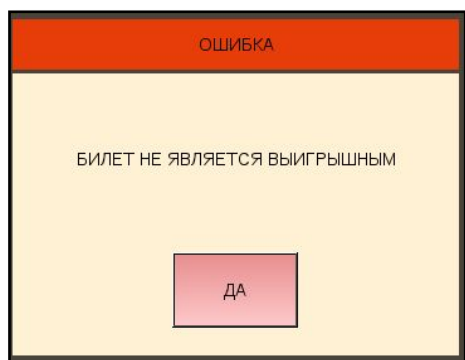 ОШИБКА
БИЛЕТ НЕ ЯВЛЯЕТСЯ ВЫИГРЫШНЫМ
ДА